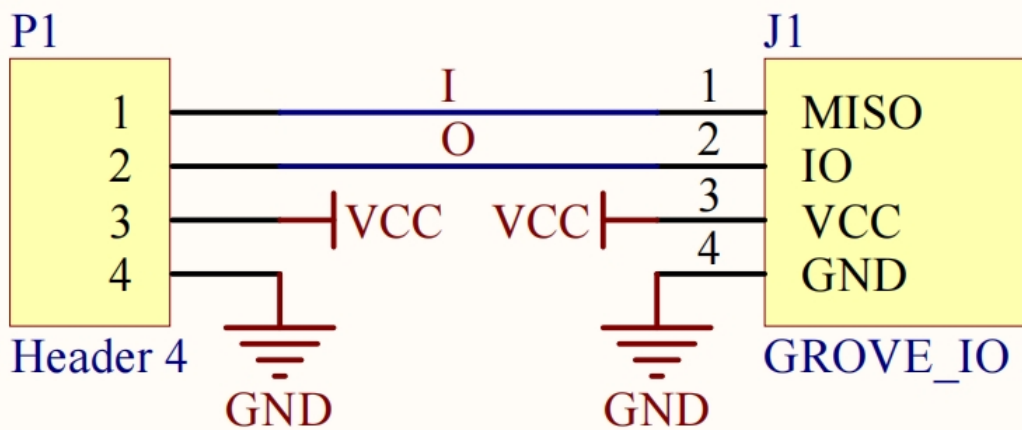 P1 J1
1 I 1 MISO
2 O 2 IO
3 VCC VCC 3 VCC
4 4 GND
Header 4 GROVE_IO
GND GND